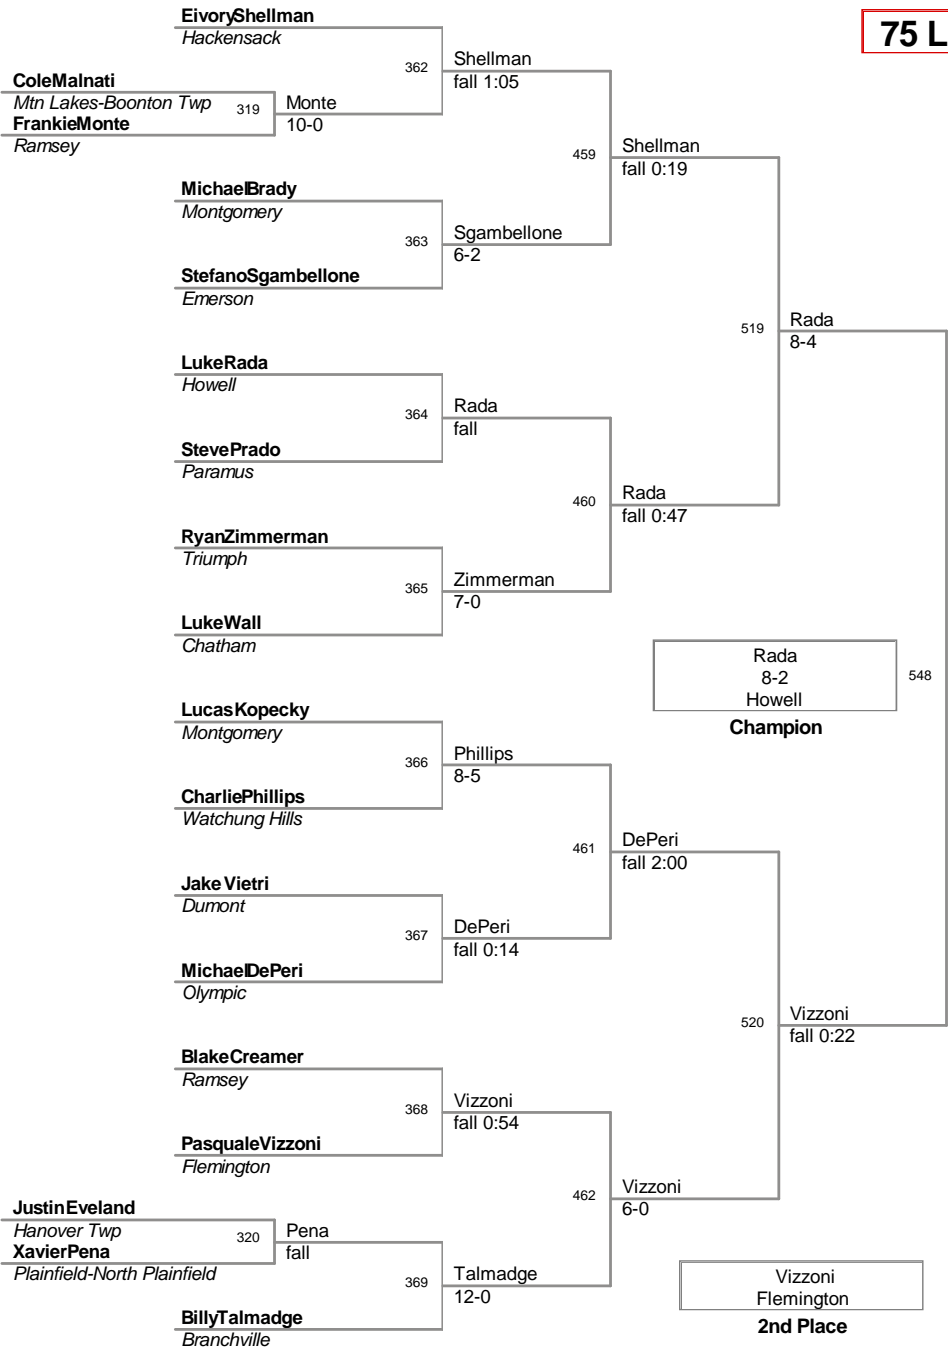 75 L
EivoryShellman
Hackensack
362
Shellman
fall 1:05
ColeMalnati
Mtn Lakes-Boonton Twp
319
Monte
10-0
FrankieMonte
Ramsey
459
Shellman
fall 0:19
MichaelBrady
Montgomery
363
Sgambellone
6-2
StefanoSgambellone
Emerson
519
Rada
8-4
LukeRada
Howell
364
Rada
fall
StevePrado
Paramus
460
Rada
fall 0:47
RyanZimmerman
Triumph
365
Zimmerman
7-0
LukeWall
Chatham
Rada
8-2
Howell
548
Champion
LucasKopecky
Montgomery
366
Phillips
8-5
CharliePhillips
Watchung Hills
461
DePeri
fall 2:00
Jake Vietri
Dumont
367
DePeri
fall 0:14
MichaelDePeri
Olympic
520
Vizzoni
fall 0:22
BlakeCreamer
Ramsey
368
Vizzoni
fall 0:54
PasqualeVizzoni
Flemington
462
Vizzoni
6-0
JustinEveland
Hanover Twp
320
Pena
fall
XavierPena
Plainfield-North Plainfield
369
Talmadge
12-0
BillyTalmadge
Branchville
Vizzoni
Flemington
2nd Place